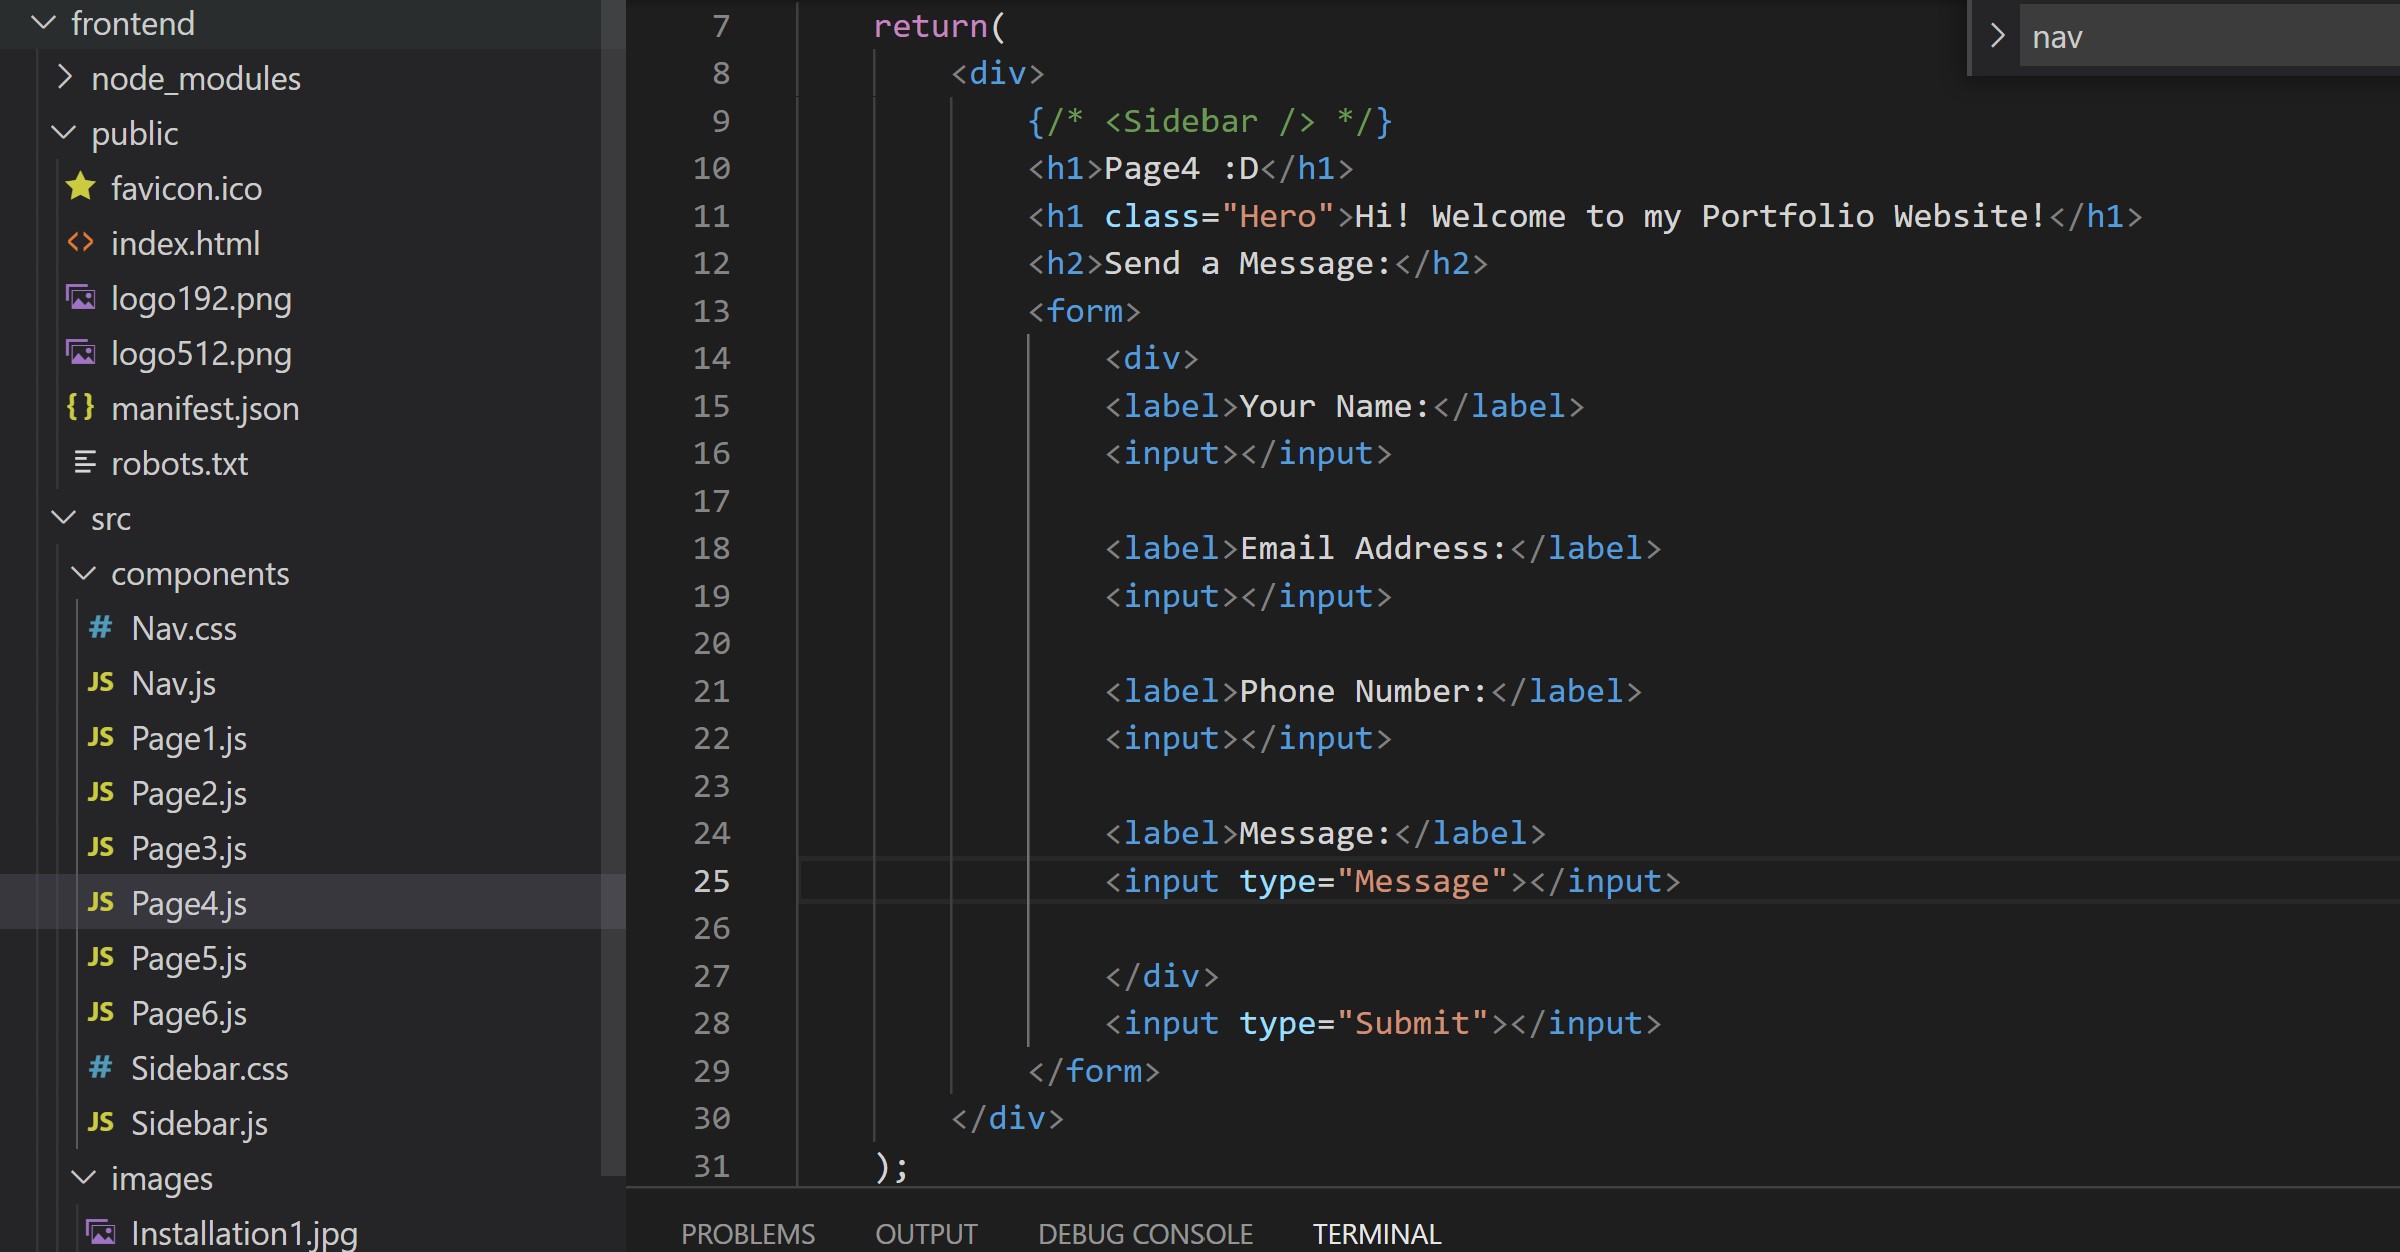 frontend
node_modules
public
favicon.ico
index.html
logo192.png
logo512.png
manifest.json
robots.txt
src
components
Nav.css
Nav.js
Page1.js
Page2.js
Page3.js
Page4.js
Page5.js
Page6.js
Sidebar.css
Sidebar.js
images
Installation1.jpg
7 return(
8 <div>
9 {/* <Sidebar /> */}
10 <h1>Page4 :D</h1>
11 <h1 class="Hero">Hi! Welcome to my Portfolio Website!</h1>
12 <h2>Send a Message:</h2>
13 <form>
14 <div>
15 <label>Your Name:</label>
16 <input></input>
17
18 <label>Email Address:</label>
19 <input></input>
20
21 <label>Phone Number:</label>
22 <input></input>
23
24 <label>Message:</label>
25 <input type="Message"></input>
26
27 </div>
28 <input type="Submit"></input>
29 </form>
30 </div>
31 );
nav
PROBLEMS OUTPUT DEBUG CONSOLE TERMINAL